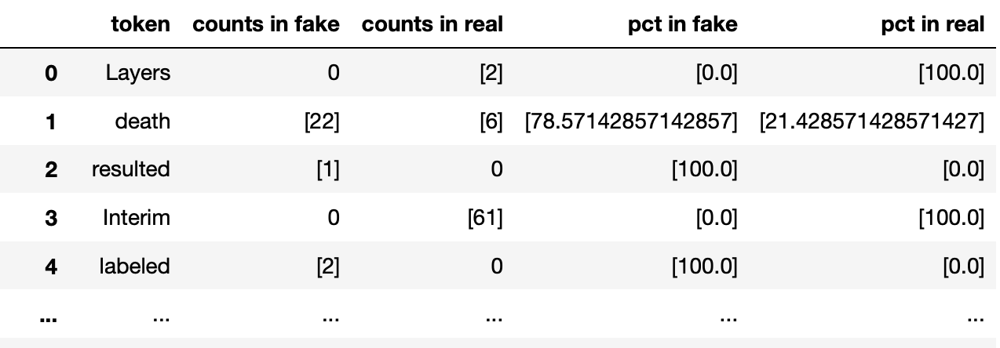 token counts in fake counts in real pct in fake pct in real
0 Layers 0 [2] [0.0] [100.0]
1 death [22] [6] [78.57142857142857] [21.428571428571427]
2 resulted [1] 0 [100.0] [0.0]
3 Interim 0 [61] [0.0] [100.0]
4 labeled [2] 0 [100.0] [0.0]
... ... ... ... ... ...